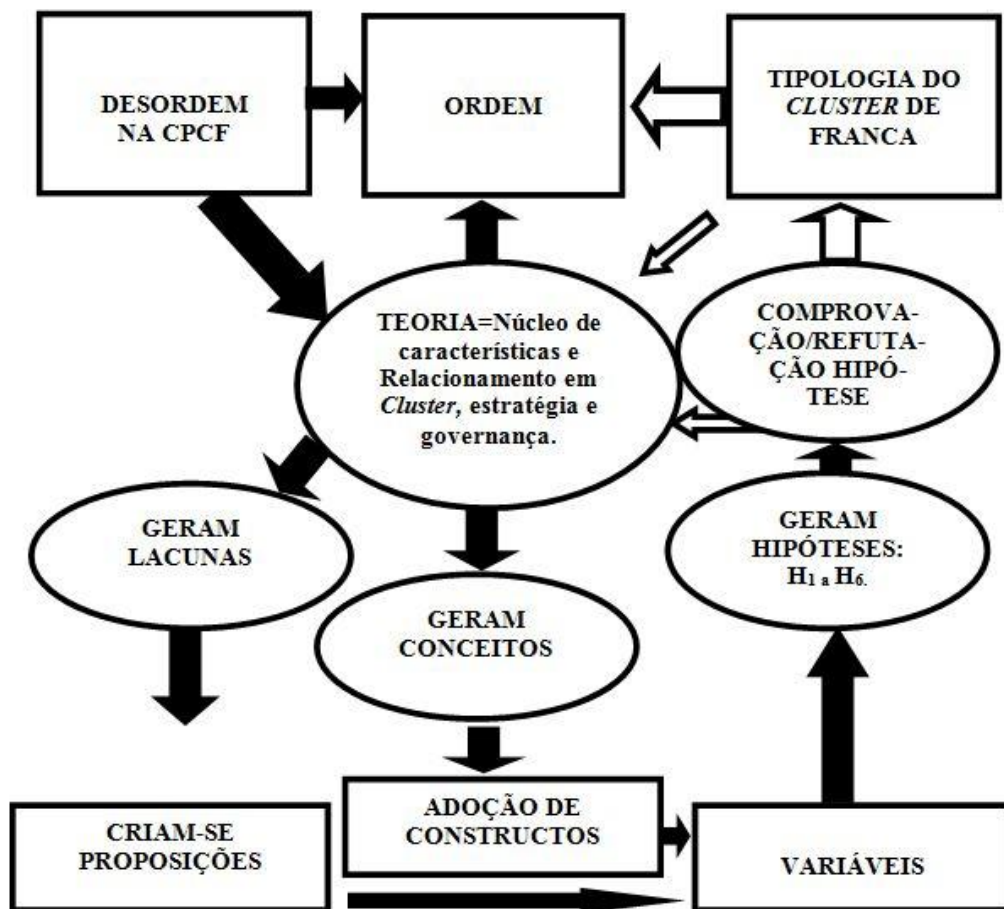 DESORDEM
NA CPCF
ORDEM
TIPOLOGIA DO
CLUSTER DE
FRANCA
TEORIA=Núcleo de
características e
Relacionamento em
Cluster, estratégia e
governança.
COMPROVA-
ÇÃO/REFUTA-
ÇÃO HIPÓ-
TESE
GERAM
LACUNAS
GERAM
CONCEITOS
GERAM
HIPÓTESES:
H1 a H6.
CRIAM-SE
PROPOSIÇÕES
ADOÇÃO DE
CONSTRUCTOS
VARIÁVEIS